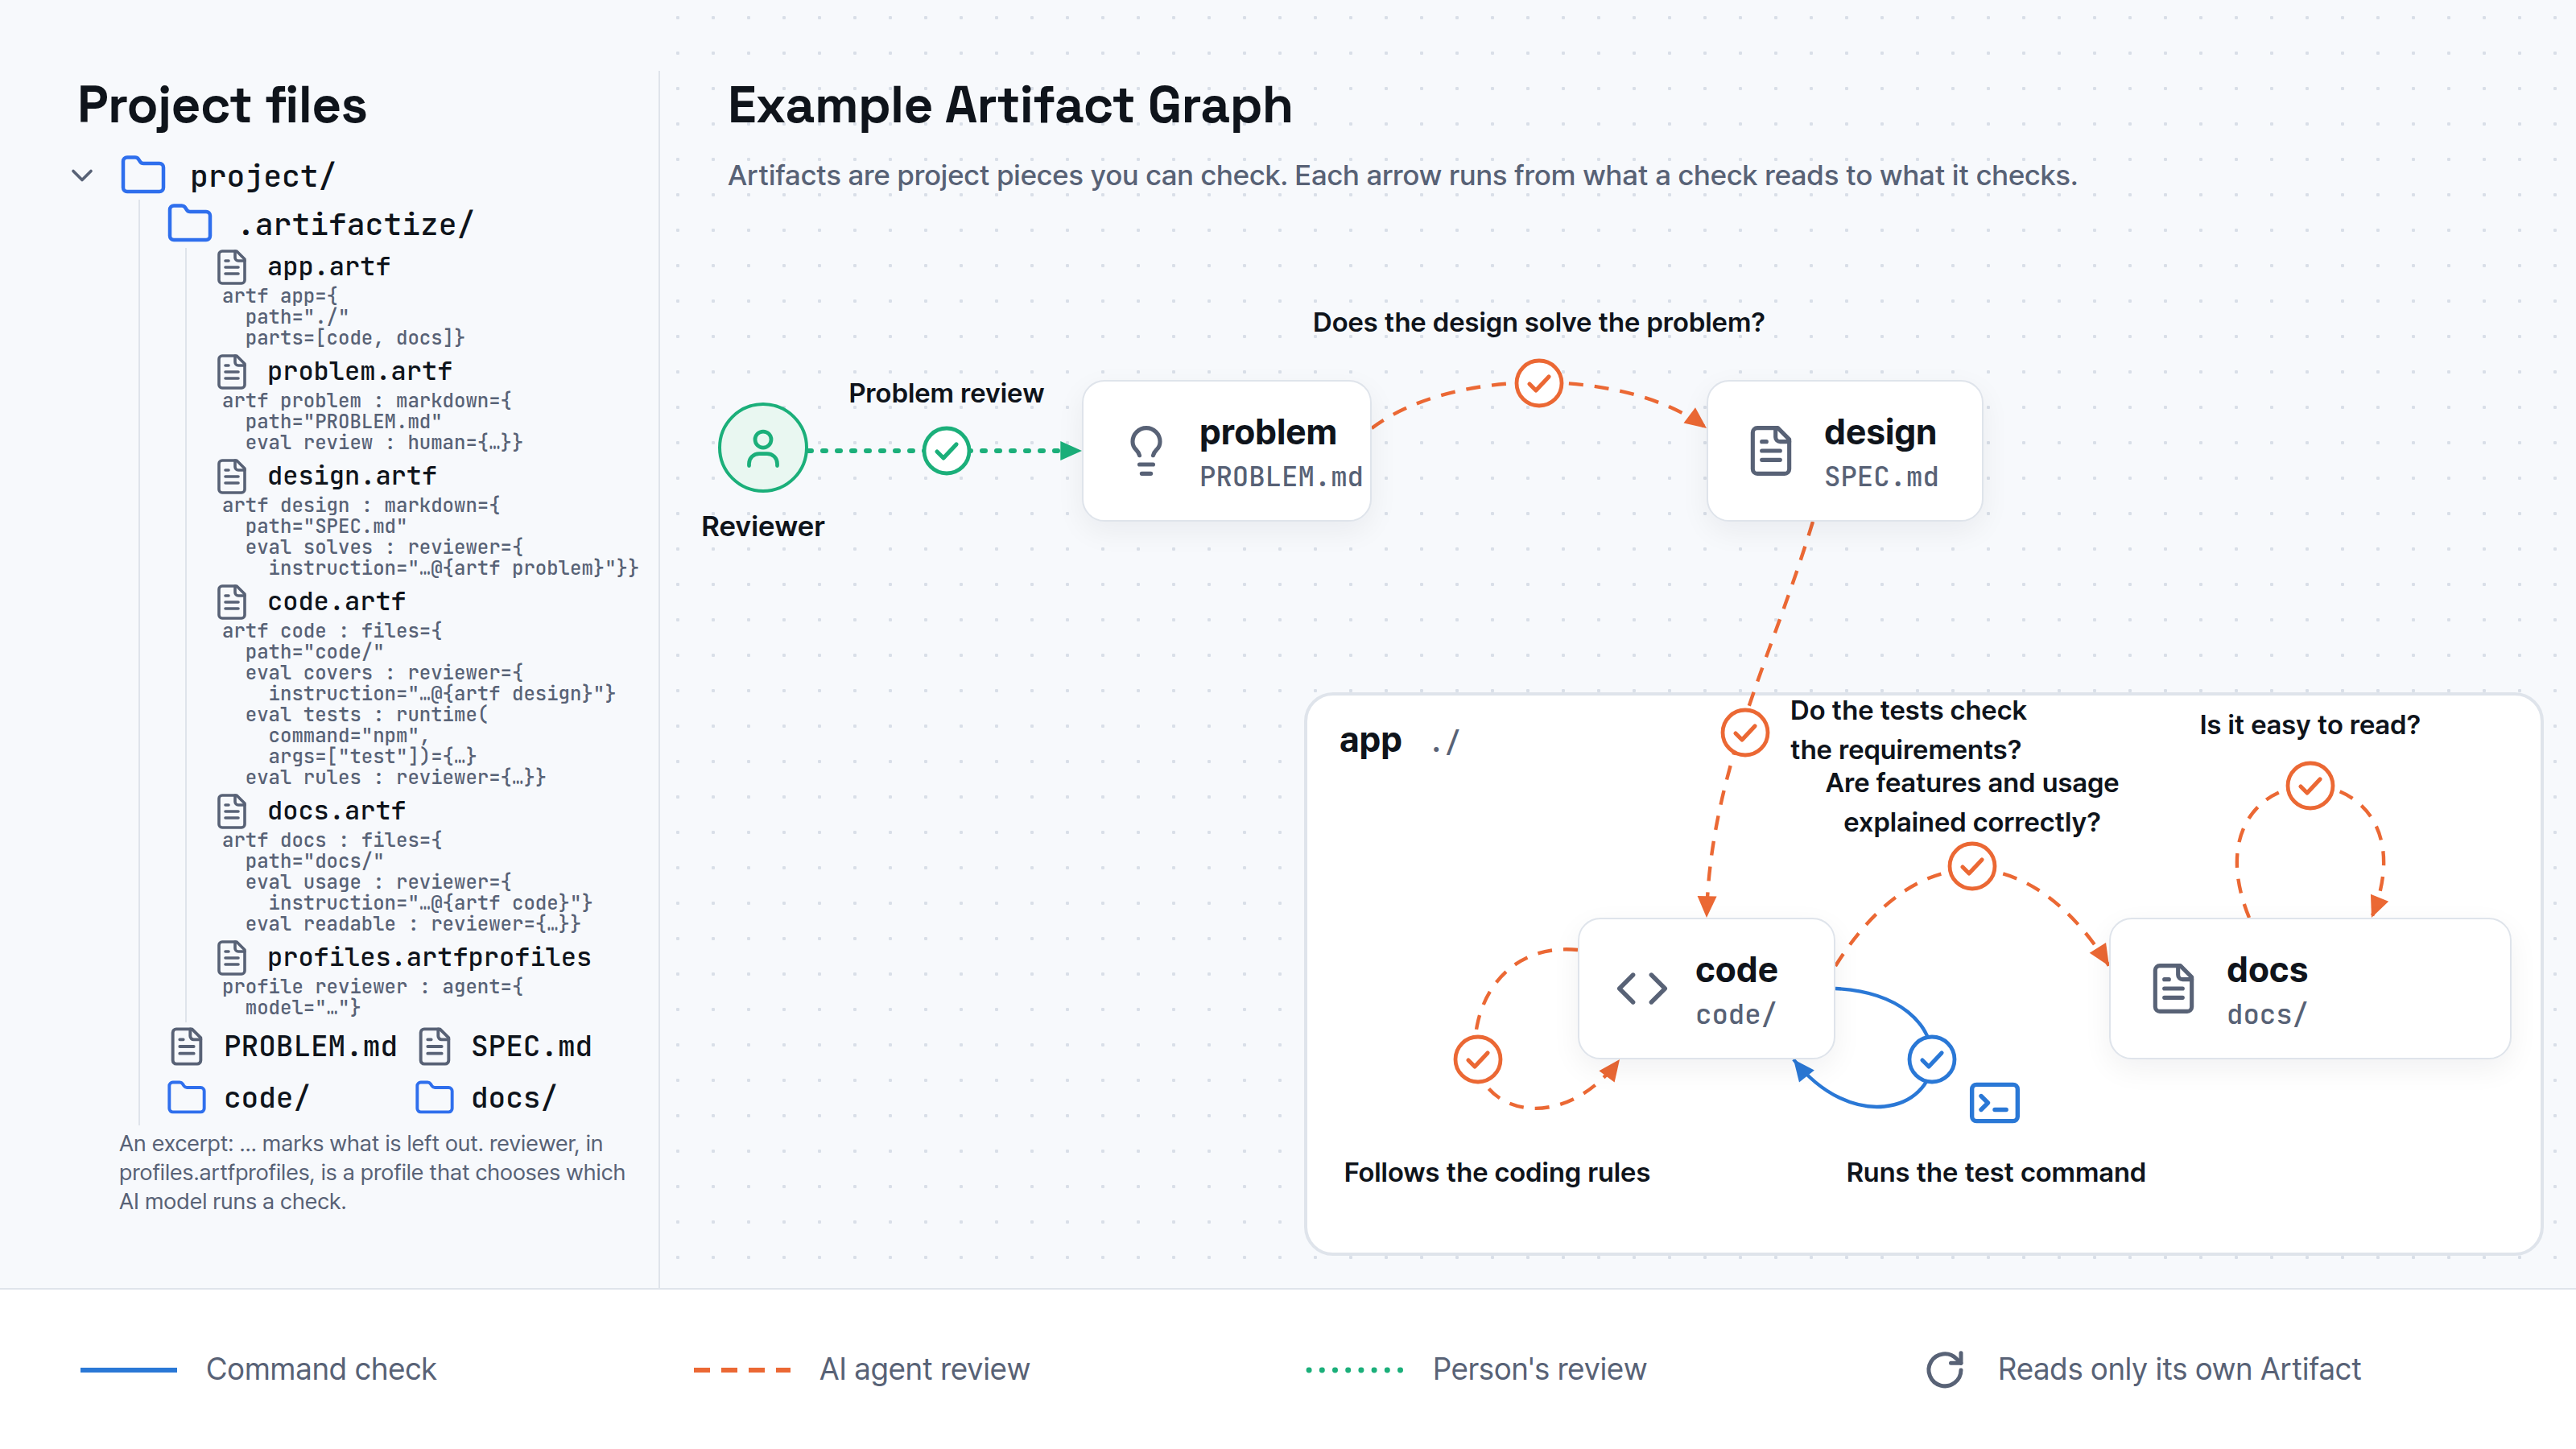 Project files
project/
.artifactize/
app.artf
artf app={
path="./"
parts=[code, docs]}
problem.artf
artf problem : markdown={
path="PROBLEM.md"
eval review : human={…}}
design.artf
artf design : markdown={
path="SPEC.md"
eval solves : reviewer={
instruction="…@{artf problem}"}}
code.artf
artf code : files={
path="code/"
eval covers : reviewer={
instruction="…@{artf design}"}
eval tests : runtime(
command="npm",
args=["test"])={…}
eval rules : reviewer={…}}
docs.artf
artf docs : files={
path="docs/"
eval usage : reviewer={
instruction="…@{artf code}"}
eval readable : reviewer={…}}
profiles.artfprofiles
profile reviewer : agent={
model="…"}
PROBLEM.md SPEC.md
code/ docs/
An excerpt: ... marks what is left out. reviewer, in
profiles.artfprofiles, is a profile that chooses which
AI model runs a check.
Example Artifact Graph
Artifacts are project pieces you can check. Each arrow runs from what a check reads to what it checks.
Does the design solve the problem?
Problem review
Reviewer
problem
PROBLEM.md
design
SPEC.md
app ./
Do the tests check
the requirements?
Is it easy to read?
Are features and usage
explained correctly?
code
code/
docs
docs/
Follows the coding rules
Runs the test command
Command check
AI agent review
Person's review
Reads only its own Artifact